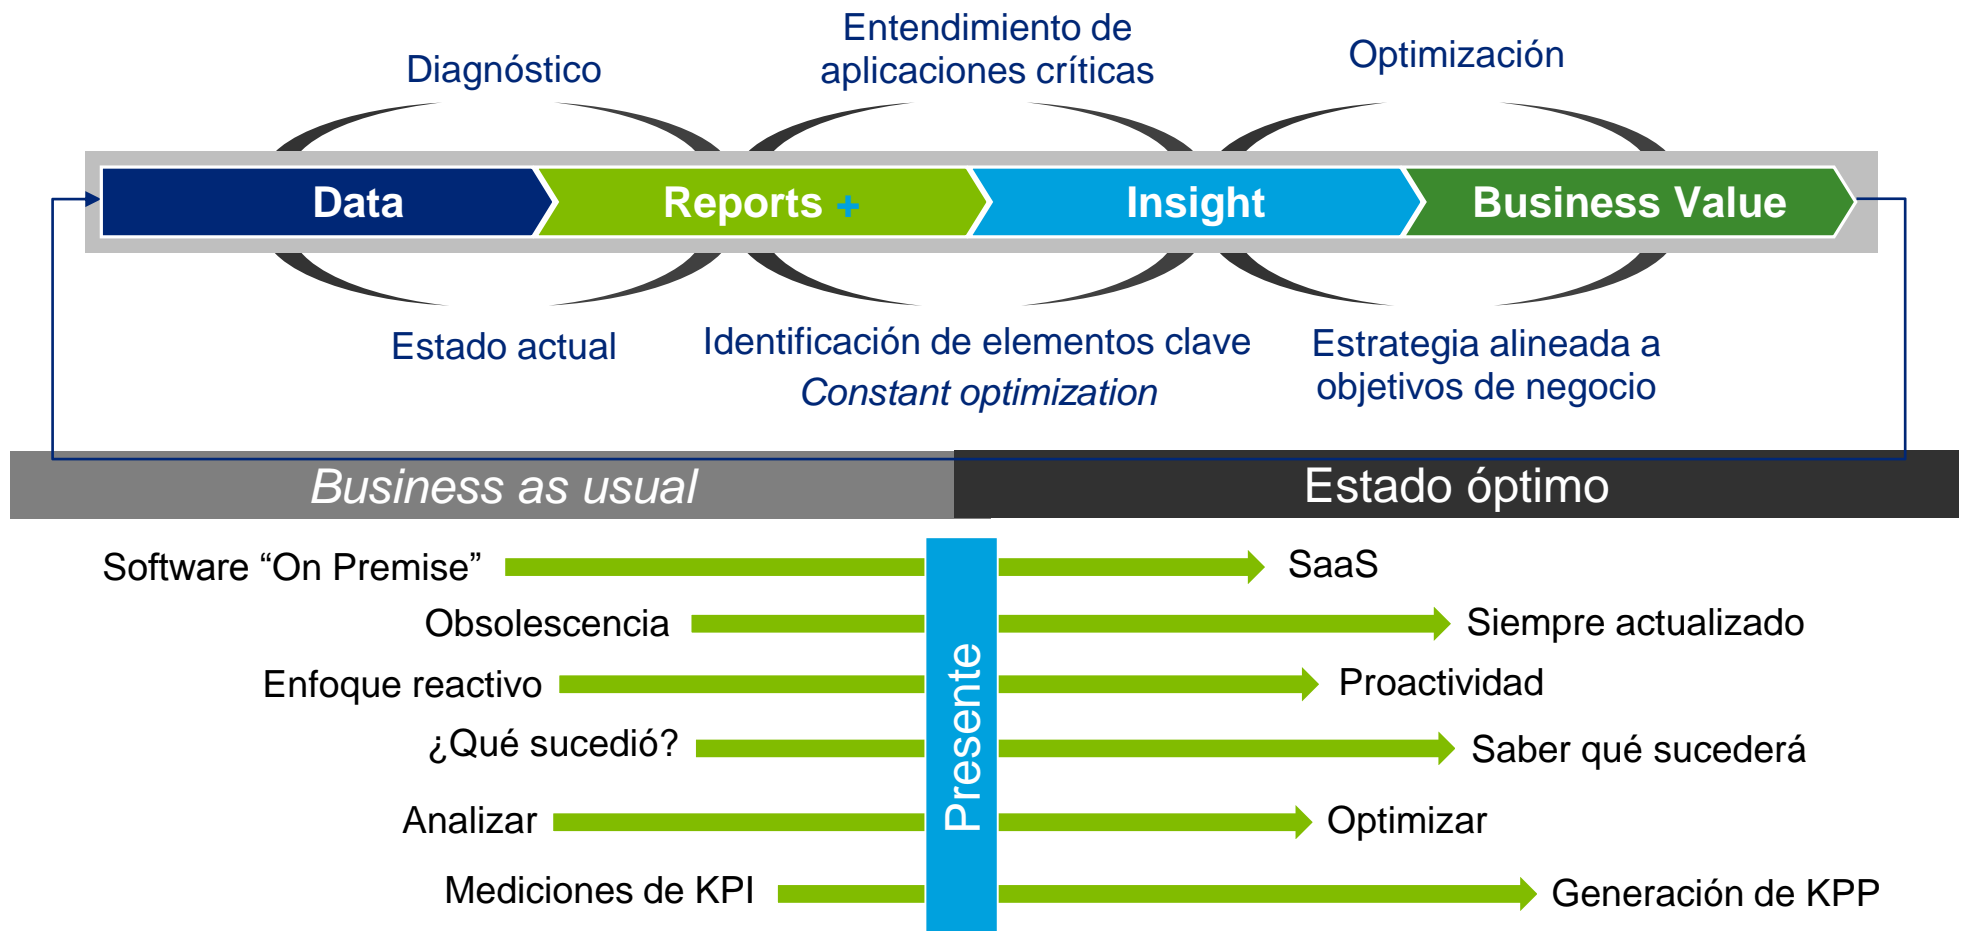 Diagnóstico
Entendimiento de
aplicaciones críticas
Optimización
Data
Reports +
Insight
Business Value
Estado actual
Identificación de elementos clave
Constant optimization
Estrategia alineada a
objetivos de negocio
Business as usual
Estado óptimo
Software “On Premise”
SaaS
Obsolescencia
Siempre actualizado
Enfoque reactivo
Proactividad
¿Qué sucedió?
Saber qué sucederá
Analizar
Optimizar
Mediciones de KPI
Generación de KPP
Presente